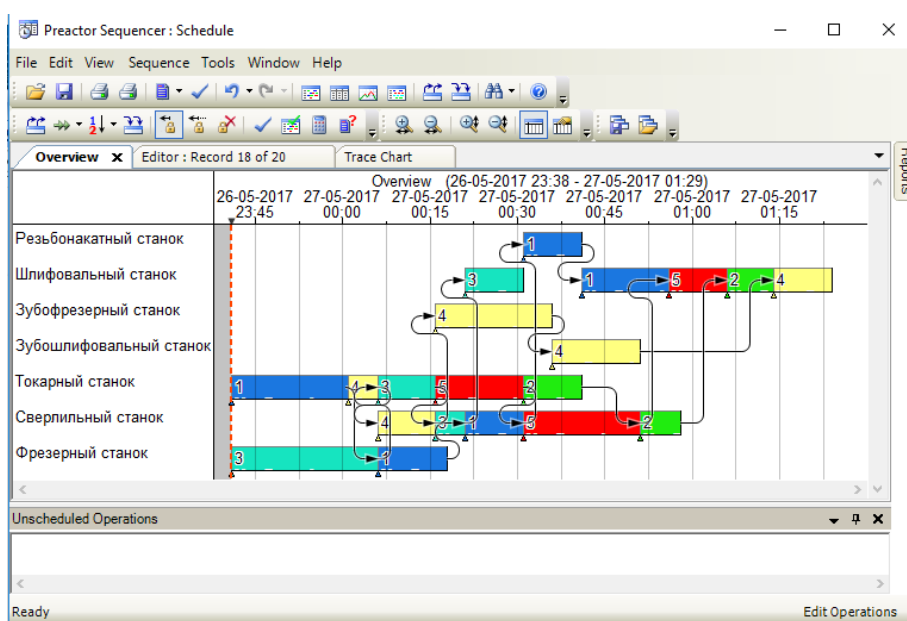 Preactor Sequencer : Schedule
File Edit View Sequence Tools Window Help
Overview X Editor : Record 18 of 20 Trace Chart
Reports
Overview (26-05-2017 23:38 - 27-05-2017 01:29)
26-05-2017 27-05-2017 27-05-2017 27-05-2017 27-05-2017 27-05-2017 27-05-2017
23:45 00:00 00:15 00:30 00:45 01:00 01:15
Резьбонакатный станок 1
Шлифовальный станок 3 1 5 2 4
Зубофрезерный станок 4
Зубошлифовальный станок 4
Токарный станок 1 4 3 5 2
Сверлильный станок 4 3 1 5 2
Фрезерный станок 3 1
Unscheduled Operations
Ready Edit Operations